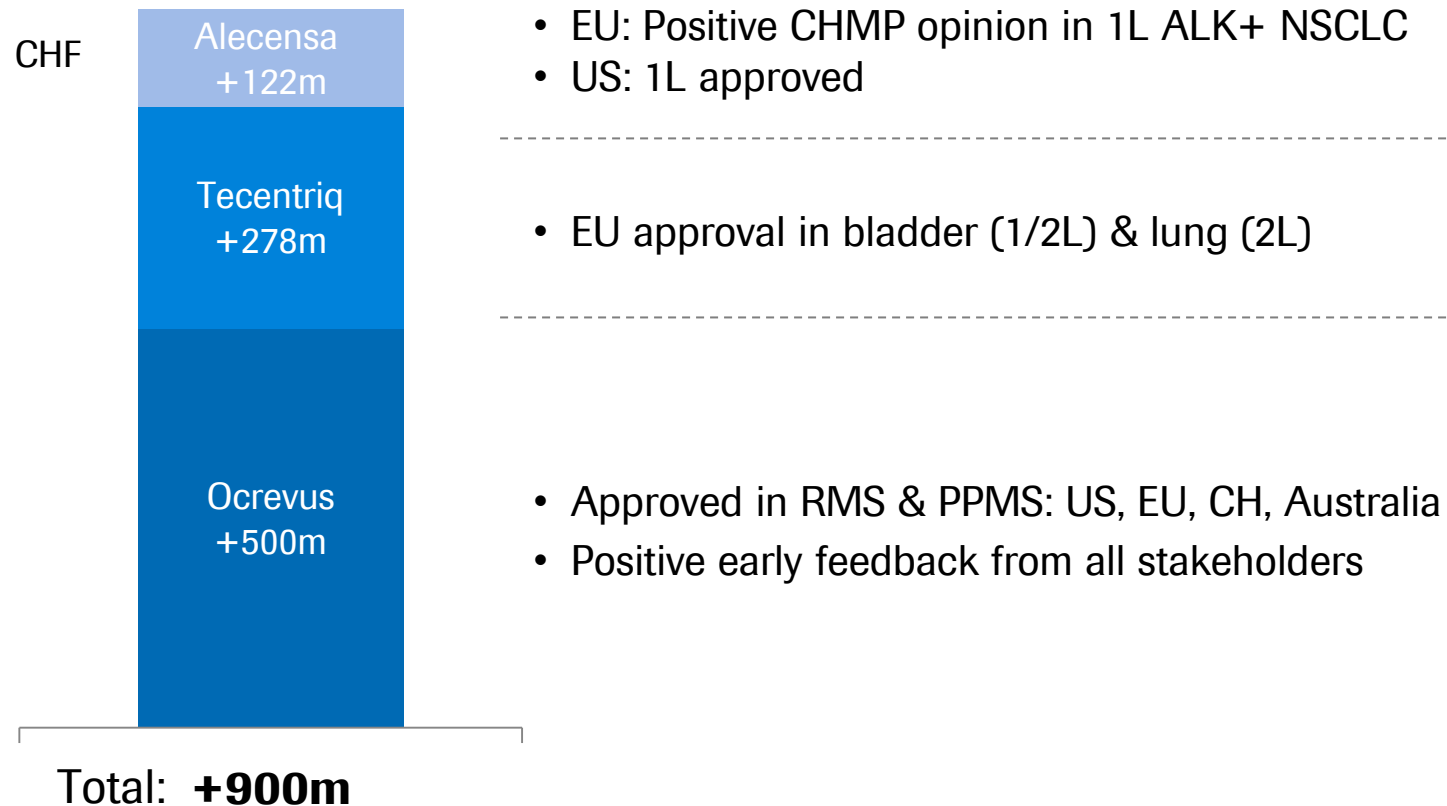 CHF
Alecensa
+122m
• EU: Positive CHMP opinion in 1L ALK+ NSCLC
• US: 1L approved
Tecentriq
+278m
• EU approval in bladder (1/2L) & lung (2L)
Ocrevus
+500m
• Approved in RMS & PPMS: US, EU, CH, Australia
• Positive early feedback from all stakeholders
Total: +900m